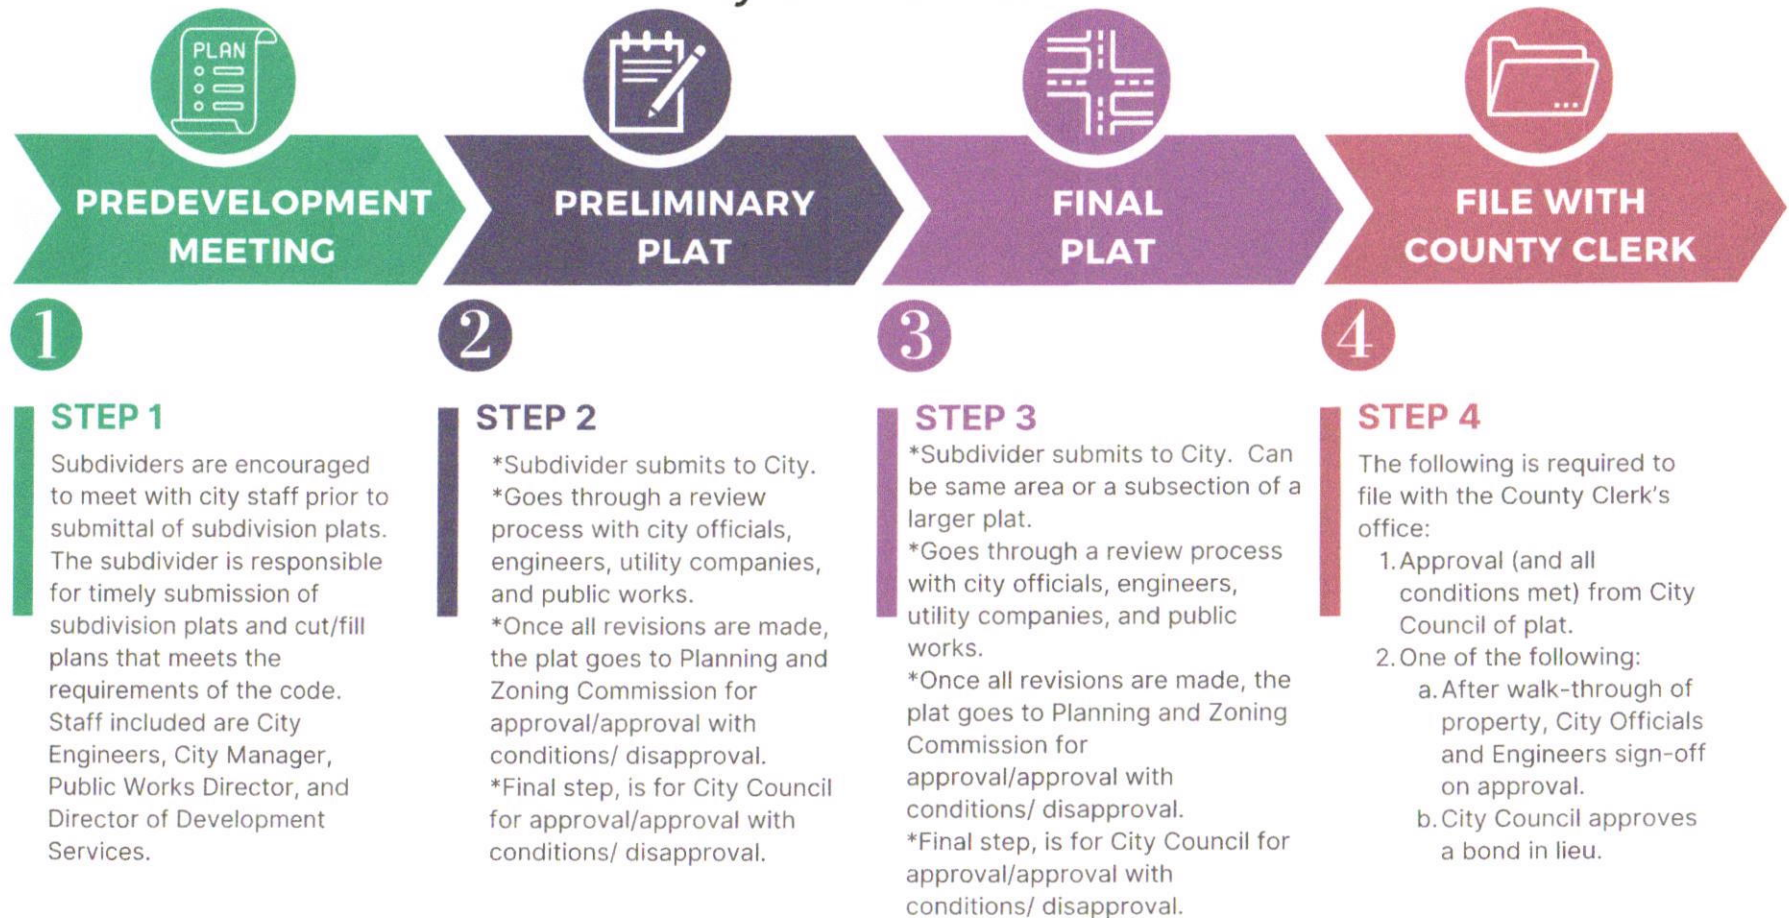 PLAN
PREDEVELOPMENT
MEETING
PRELIMINARY
PLAT
FINAL
PLAT
FILE WITH
COUNTY CLERK
1
STEP 1
Subdividers are encouraged
to meet with city staff prior to
submittal of subdivision plats.
The subdivider is responsible
for timely submission of
subdivision plats and cut/fill
plans that meets the
requirements of the code.
Staff included are City
Engineers, City Manager,
Public Works Director, and
Director of Development
Services.
2
STEP 2
*Subdivider submits to City.
*Goes through a review
process with city officials,
engineers, utility companies,
and public works.
*Once all revisions are made,
the plat goes to Planning and
Zoning Commission for
approval/approval with
conditions/ disapproval.
*Final step, is for City Council
for approval/approval with
conditions/ disapproval.
3
STEP 3
*Subdivider submits to City. Can
be same area or a subsection of a
larger plat.
*Goes through a review process
with city officials, engineers,
utility companies, and public
works.
*Once all revisions are made, the
plat goes to Planning and Zoning
Commission for
approval/approval with
conditions/ disapproval.
*Final step, is for City Council for
approval/approval with
conditions/ disapproval.
4
STEP 4
The following is required to
file with the County Clerk's
office:
1. Approval (and all
conditions met) from City
Council of plat.
2. One of the following:
a. After walk-through of
property, City Officials
and Engineers sign-off
on approval.
b. City Council approves
a bond in lieu.